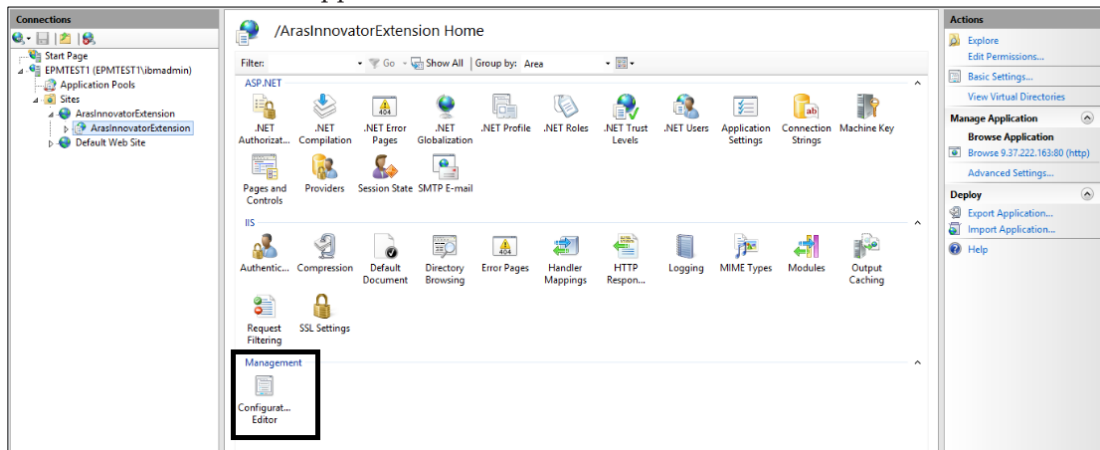 Connections
Start Page
EPMTEST1 (EPMTEST1\ibmadmin)
Application Pools
Sites
ArasInnovatorExtension
ArasInnovatorExtension
Default Web Site
/ArasInnovatorExtension Home
Filter: Go Show All Group by: Area
ASP.NET
.NET Authorizat...
.NET Compilation
.NET Error Pages
.NET Globalization
.NET Profile
.NET Roles
.NET Trust Levels
.NET Users
Application Settings
Connection Strings
Machine Key
Pages and Controls
Providers
Session State
SMTP E-mail
IIS
Authentic...
Compression
Default Document
Directory Browsing
Error Pages
Handler Mappings
HTTP Respon...
Logging
MIME Types
Modules
Output Caching
Request Filtering
SSL Settings
Management
Configurat... Editor
Actions
Explore
Edit Permissions...
Basic Settings...
View Virtual Directories
Manage Application
Browse Application
Browse 9.37.222.163:80 (http)
Advanced Settings...
Deploy
Export Application...
Import Application...
Help